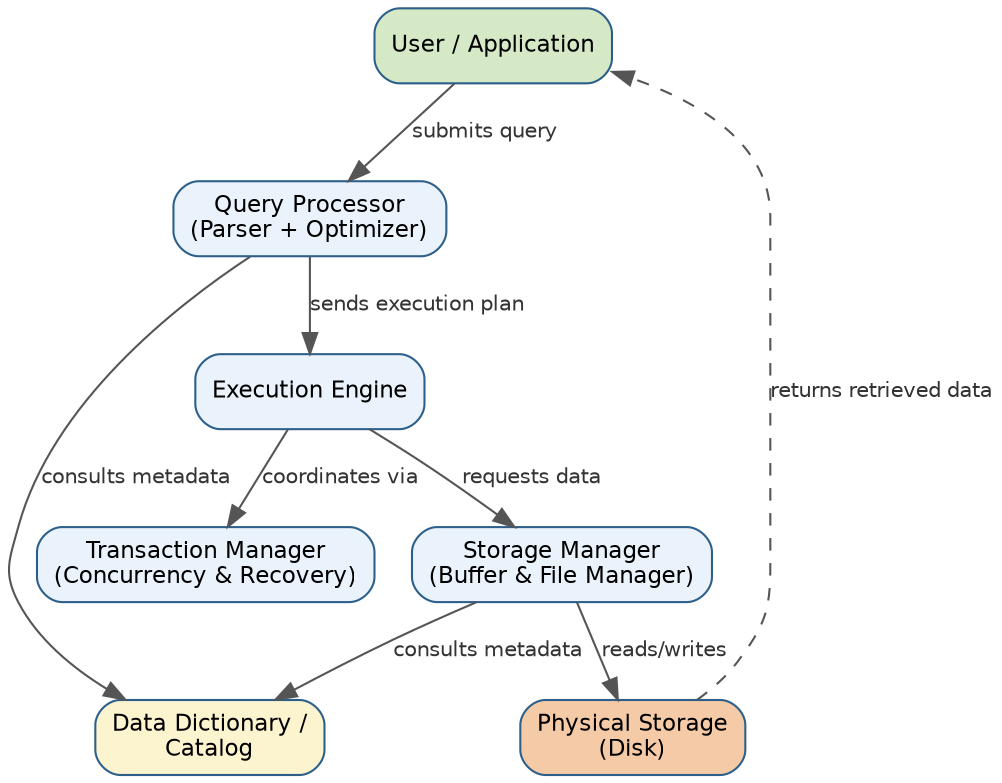 User / Application
submits query
Query Processor
(Parser + Optimizer)
sends execution plan
Execution Engine
returns retrieved data
consults metadata
coordinates via
requests data
Transaction Manager
(Concurrency & Recovery)
Storage Manager
(Buffer & File Manager)
consults metadata
reads/writes
Data Dictionary /
Catalog
Physical Storage
(Disk)